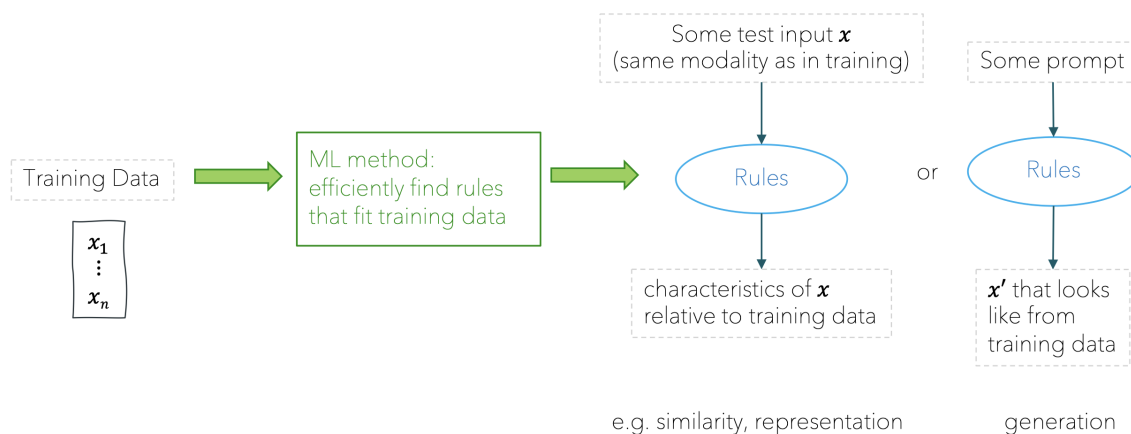 Some test input x
(same modality as in training)
Some prompt
Training Data
ML method:
efficiently find rules
that fit training data
Rules
or
Rules
x₁
⋮
xₙ
characteristics of x
relative to training data
x′ that looks
like from
training data
e.g. similarity, representation
generation